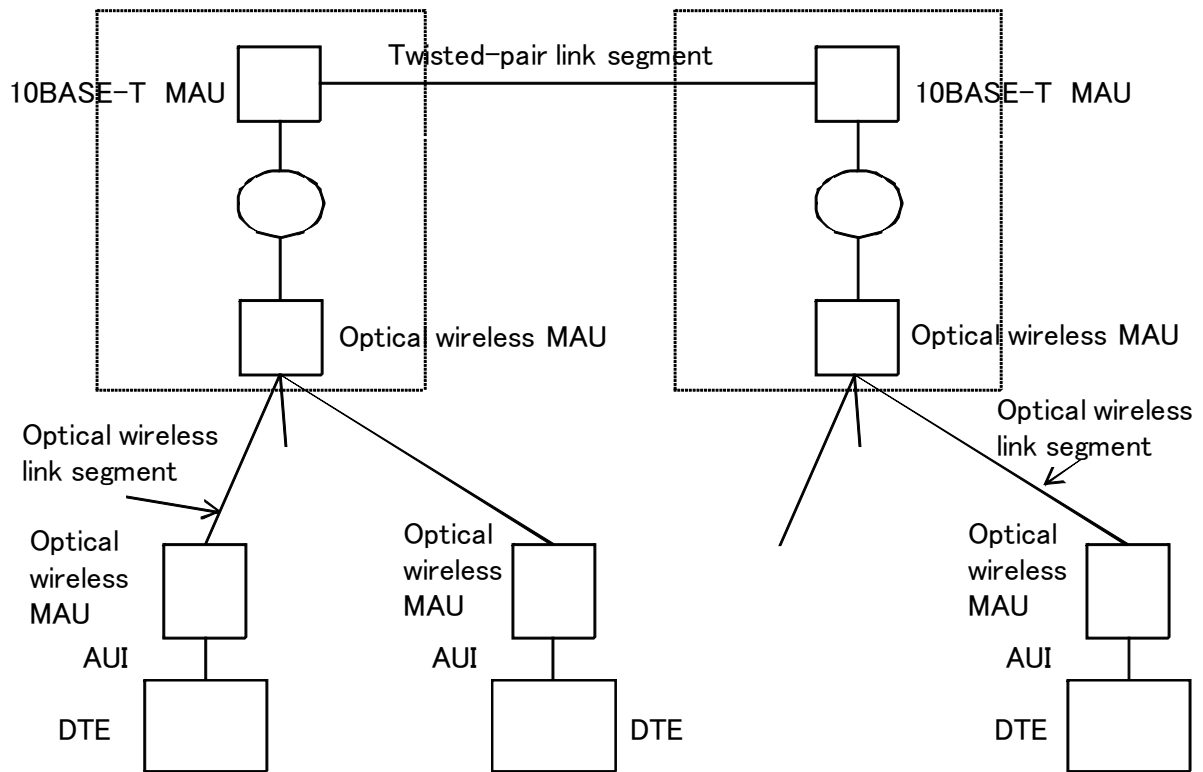 Twisted-pair link segment
10BASE-T MAU
10BASE-T MAU
Optical wireless MAU
Optical wireless MAU
Optical wireless
link segment
Optical wireless
link segment
Optical
wireless
MAU
Optical
wireless
MAU
Optical
wireless
MAU
AUI
AUI
AUI
DTE
DTE
DTE